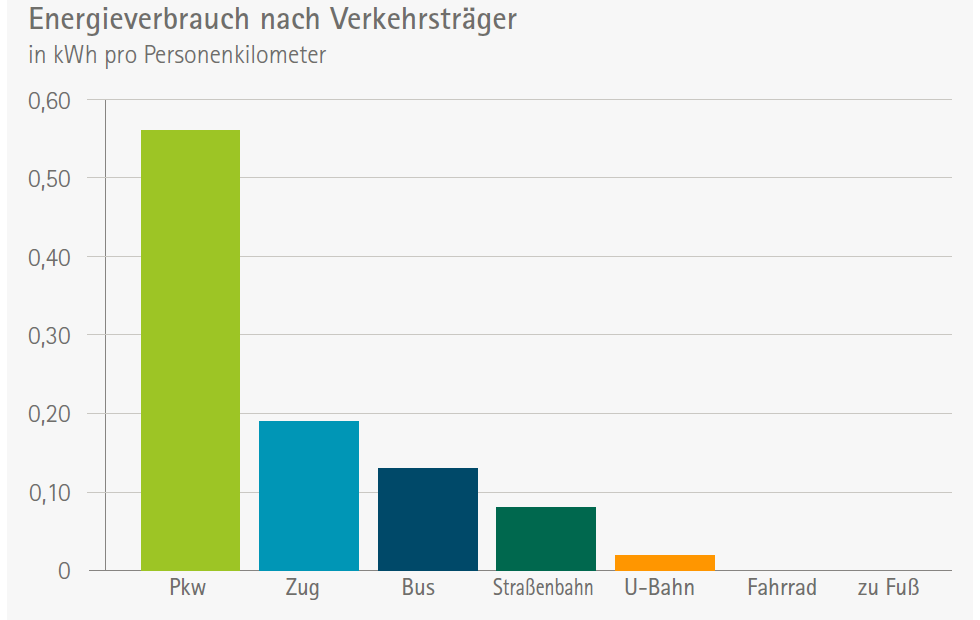 Energieverbrauch nach Verkehrsträger
in kWh pro Personenkilometer
0,60
0,50
0,40
0,30
0,20
0,10
0
Pkw Zug Bus Straßenbahn U-Bahn Fahrrad zu Fuß